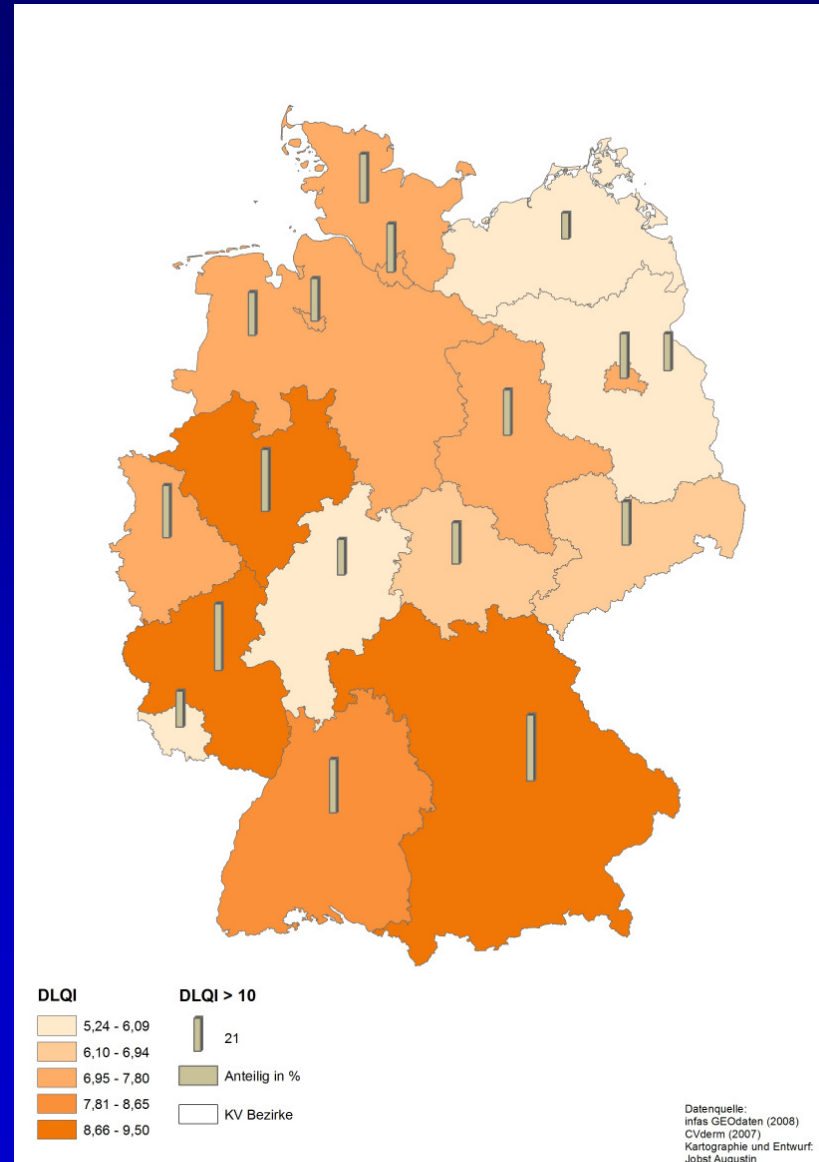 DLQI
5,24 - 6,09
6,10 - 6,94
6,95 - 7,80
7,81 - 8,65
8,66 - 9,50
DLQI > 10
21
Anteilig in %
KV Bezirke
Datenquelle:
infas GEOdaten (2008)
CVderm (2007)
Kartographie und Entwurf:
Jobst Augustin